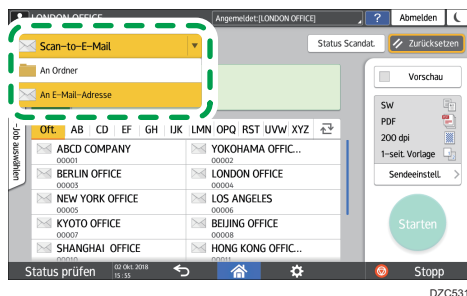 LONDON OFFICE
Angemeldet:[LONDON OFFICE]
? Abmelden
Scan-to-E-Mail
Status Scandat.
Zurücksetzen
An Ordner
An E-Mail-Adresse
Vorschau
SW
PDF
200 dpi
1-seit. Vorlage
Sendeeinstell. >
Job auswählen
Oft. AB CD EF GH IJK LMN OPQ RST UVW XYZ
ABCD COMPANY
00001
YOKOHAMA OFFIC...
00002
BERLIN OFFICE
00003
LONDON OFFICE
00004
NEW YORK OFFICE
00005
LOS ANGELES
00006
KYOTO OFFICE
00007
BEIJING OFFICE
00008
SHANGHAI OFFICE
00010
HONG KONG OFFIC...
00011
Starten
Status prüfen
02 Okt. 2018
15 : 55
Stopp
DZC531